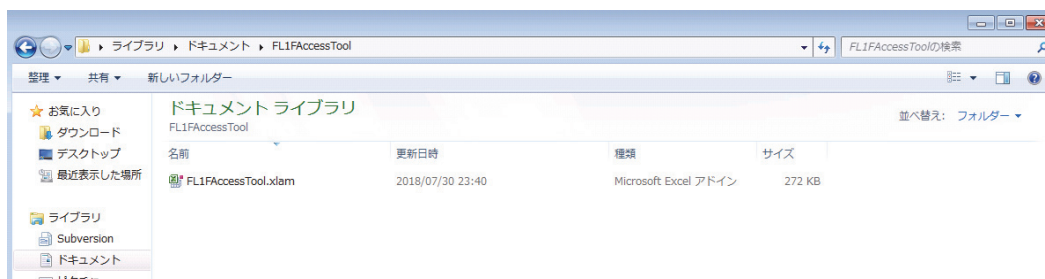 ライブラリ ▸ ドキュメント ▸ FL1FAccessTool
FL1FAccessToolの検索
整理 共有 新しいフォルダー
お気に入り
ダウンロード
デスクトップ
最近表示した場所
ライブラリ
Subversion
ドキュメント
ドキュメント ライブラリ
FL1FAccessTool
並べ替え: フォルダー
名前 更新日時 種類 サイズ
FL1FAccessTool.xlam 2018/07/30 23:40 Microsoft Excel アドイン 272 KB